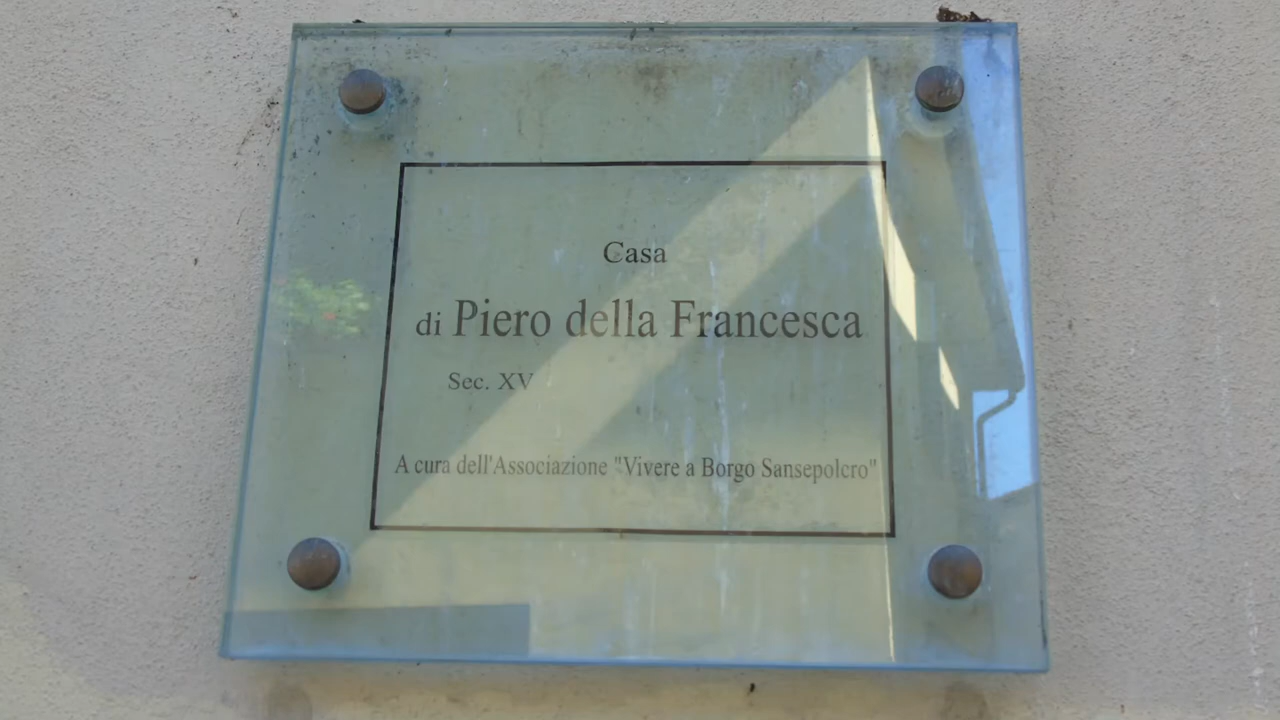 Casa
di Piero della Francesca
Sec. XV
A cura dell'Associazione "Vivere a Borgo Sansepolcro"